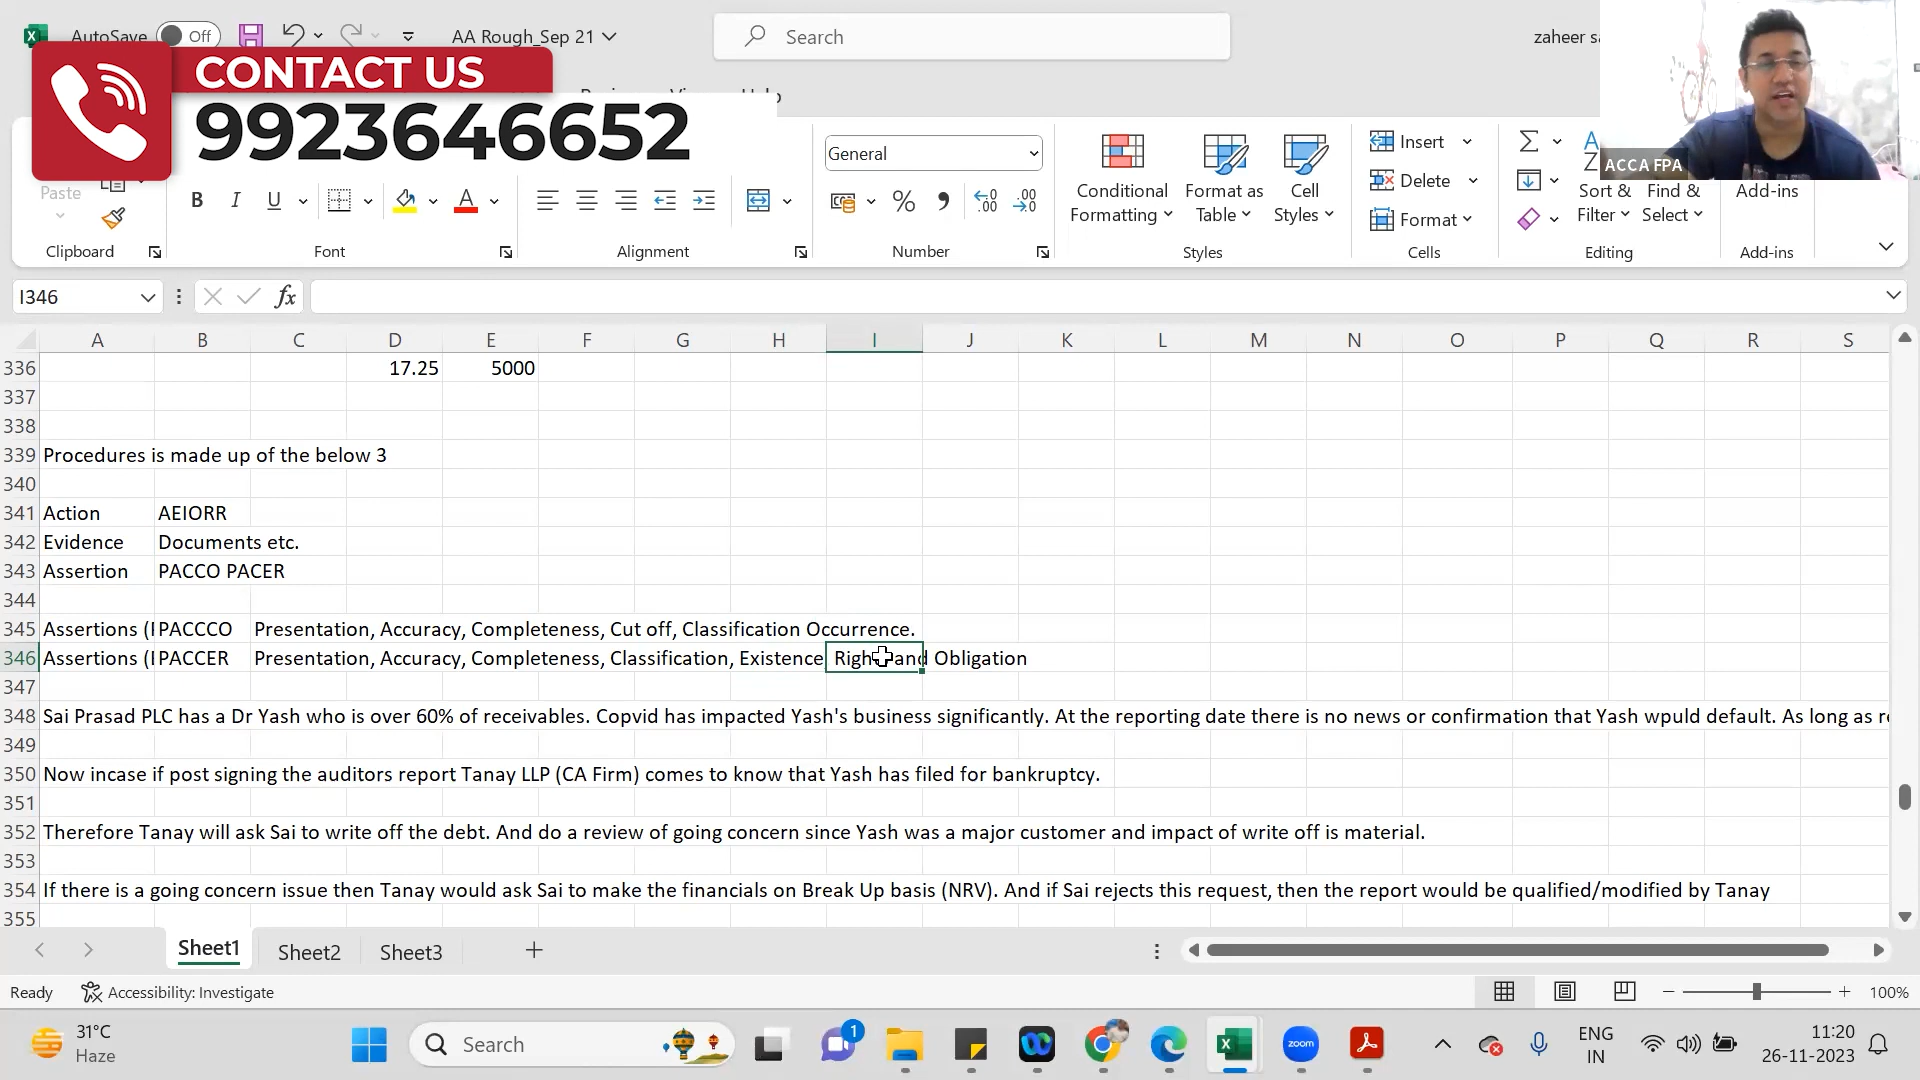 AutoSave Off
AA Rough_Sep 21
Search
CONTACT US
9923646652
ACCA FPA
Paste
General
Conditional Formatting
Format as Table
Cell Styles
Insert
Delete
Format
Sort & Filter
Find & Select
Add-ins
Clipboard
Font
Alignment
Number
Styles
Cells
Editing
Add-ins
I346
fx
A B C D E F G H I J K L M N O P Q R S
336 17.25 5000
337
338
339 Procedures is made up of the below 3
340
341 Action AEIORR
342 Evidence Documents etc.
343 Assertion PACCO PACER
344
345 Assertions (I PACCCO Presentation, Accuracy, Completeness, Cut off, Classification Occurrence.
346 Assertions (I PACCER Presentation, Accuracy, Completeness, Classification, Existence and Obligation
347
348 Sai Prasad PLC has a Dr Yash who is over 60% of receivables. Copvid has impacted Yash's business significantly. At the reporting date there is no news or confirmation that Yash wpuld default. As long as
349
350 Now incase if post signing the auditors report Tanay LLP (CA Firm) comes to know that Yash has filed for bankruptcy.
351
352 Therefore Tanay will ask Sai to write off the debt. And do a review of going concern since Yash was a major customer and impact of write off is material.
353
354 If there is a going concern issue then Tanay would ask Sai to make the financials on Break Up basis (NRV). And if Sai rejects this request, then the report would be qualified/modified by Tanay
355
Sheet1 Sheet2 Sheet3
Ready Accessibility: Investigate 100%
31°C
Haze
Search
1
zoom
ENG
IN
11:20
26-11-2023